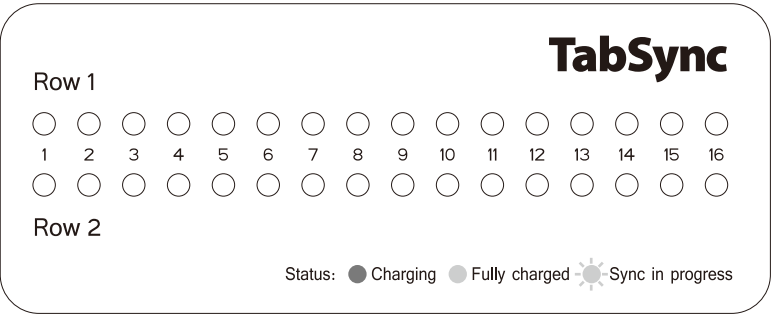 TabSync
Row 1
1 2 3 4 5 6 7 8 9 10 11 12 13 14 15 16
Row 2
Status: Charging Fully charged Sync in progress